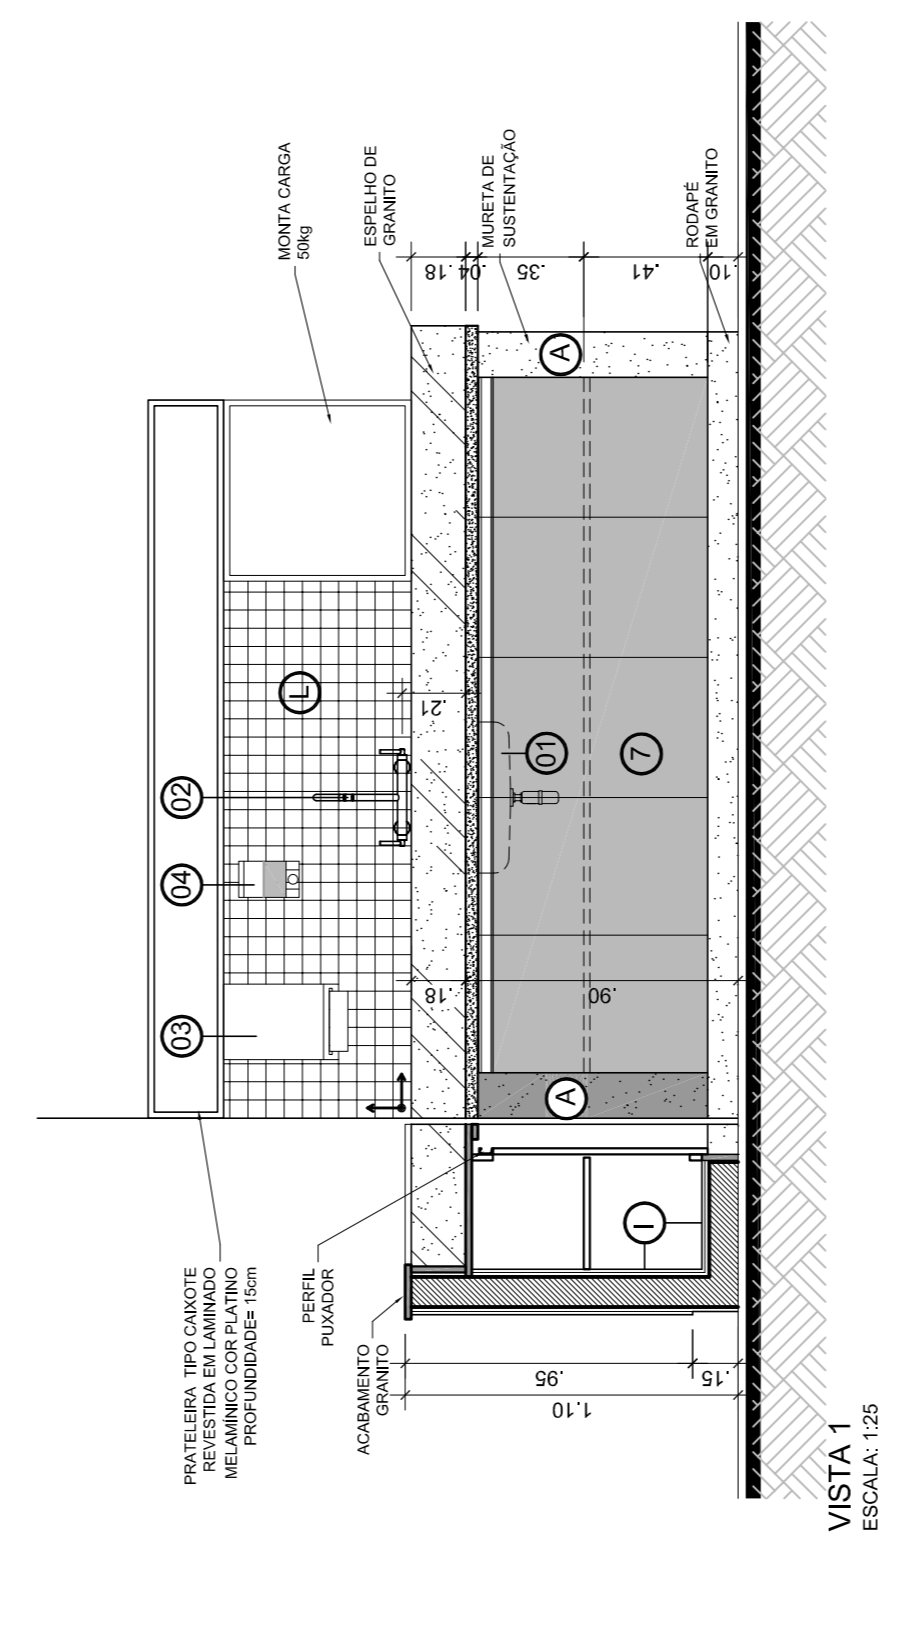 PRATELEIRA TIPO CAIXOTE
REVESTIDA EM LAMINADO
MELAMÍNICO COR PLATINO
PROFUNDIDADE= 15cm
PERFIL
PUXADOR
ACABAMENTO
GRANITO
03
04
02
L
MONTA CARGA
50kg
ESPELHO DE
GRANITO
MURETA DE
SUSTENTAÇÃO
RODAPÉ
EM GRANITO
.18
.04
.35
.41
.10
.21
.18
.90
A
01
7
A
I
.95
.15
1.10
VISTA 1
ESCALA: 1:25